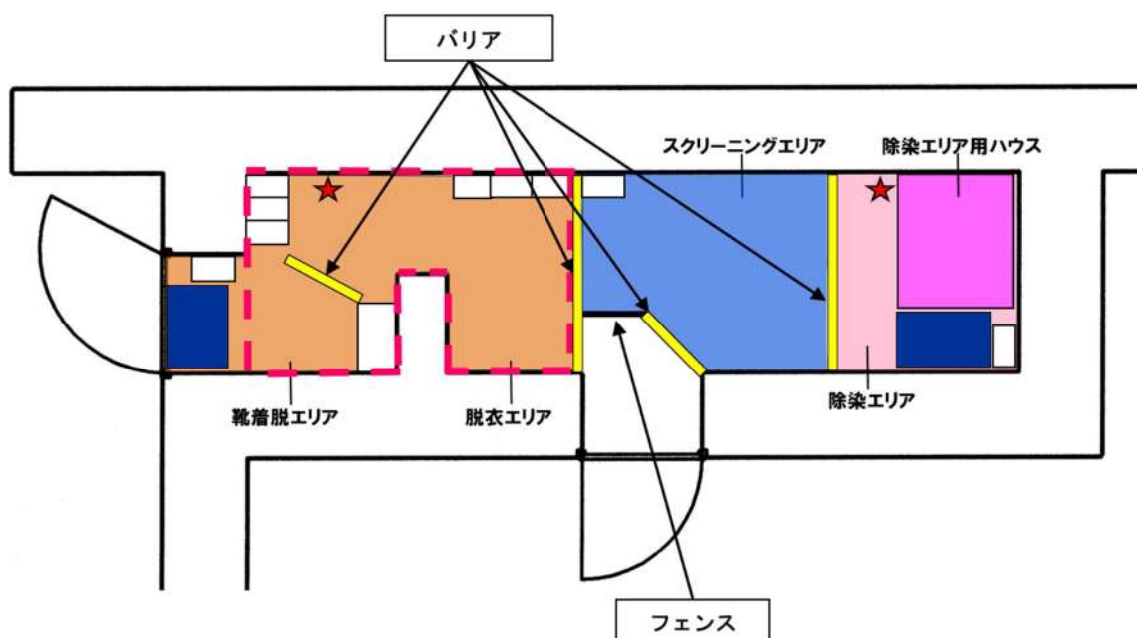 バリア
スクリーニングエリア
除染エリア用ハウス
靴着脱エリア
脱衣エリア
除染エリア
フェンス